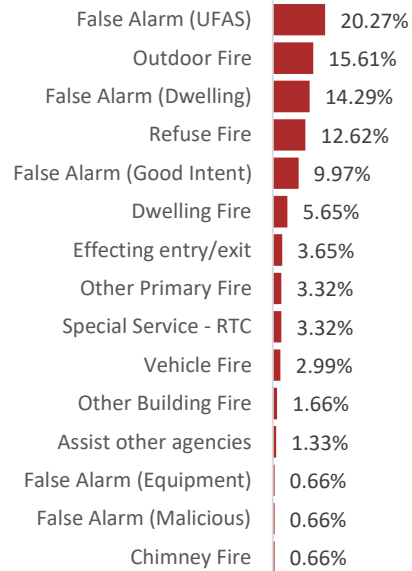 False Alarm (UFAS) 20.27%
Outdoor Fire 15.61%
False Alarm (Dwelling) 14.29%
Refuse Fire 12.62%
False Alarm (Good Intent) 9.97%
Dwelling Fire 5.65%
Effecting entry/exit 3.65%
Other Primary Fire 3.32%
Special Service - RTC 3.32%
Vehicle Fire 2.99%
Other Building Fire 1.66%
Assist other agencies 1.33%
False Alarm (Equipment) 0.66%
False Alarm (Malicious) 0.66%
Chimney Fire 0.66%